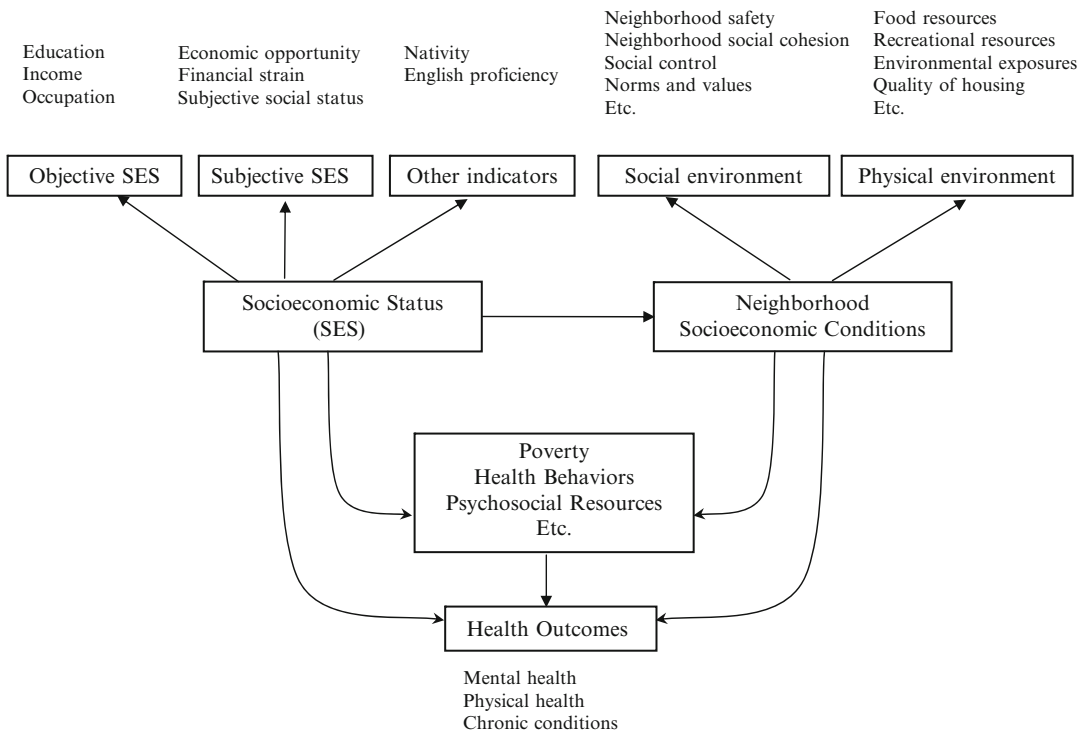 Education
Income
Occupation
Economic opportunity
Financial strain
Subjective social status
Nativity
English proficiency
Neighborhood safety
Neighborhood social cohesion
Social control
Norms and values
Etc.
Food resources
Recreational resources
Environmental exposures
Quality of housing
Etc.
Objective SES
Subjective SES
Other indicators
Social environment
Physical environment
Socioeconomic Status
(SES)
Neighborhood
Socioeconomic Conditions
Poverty
Health Behaviors
Psychosocial Resources
Etc.
Health Outcomes
Mental health
Physical health
Chronic conditions